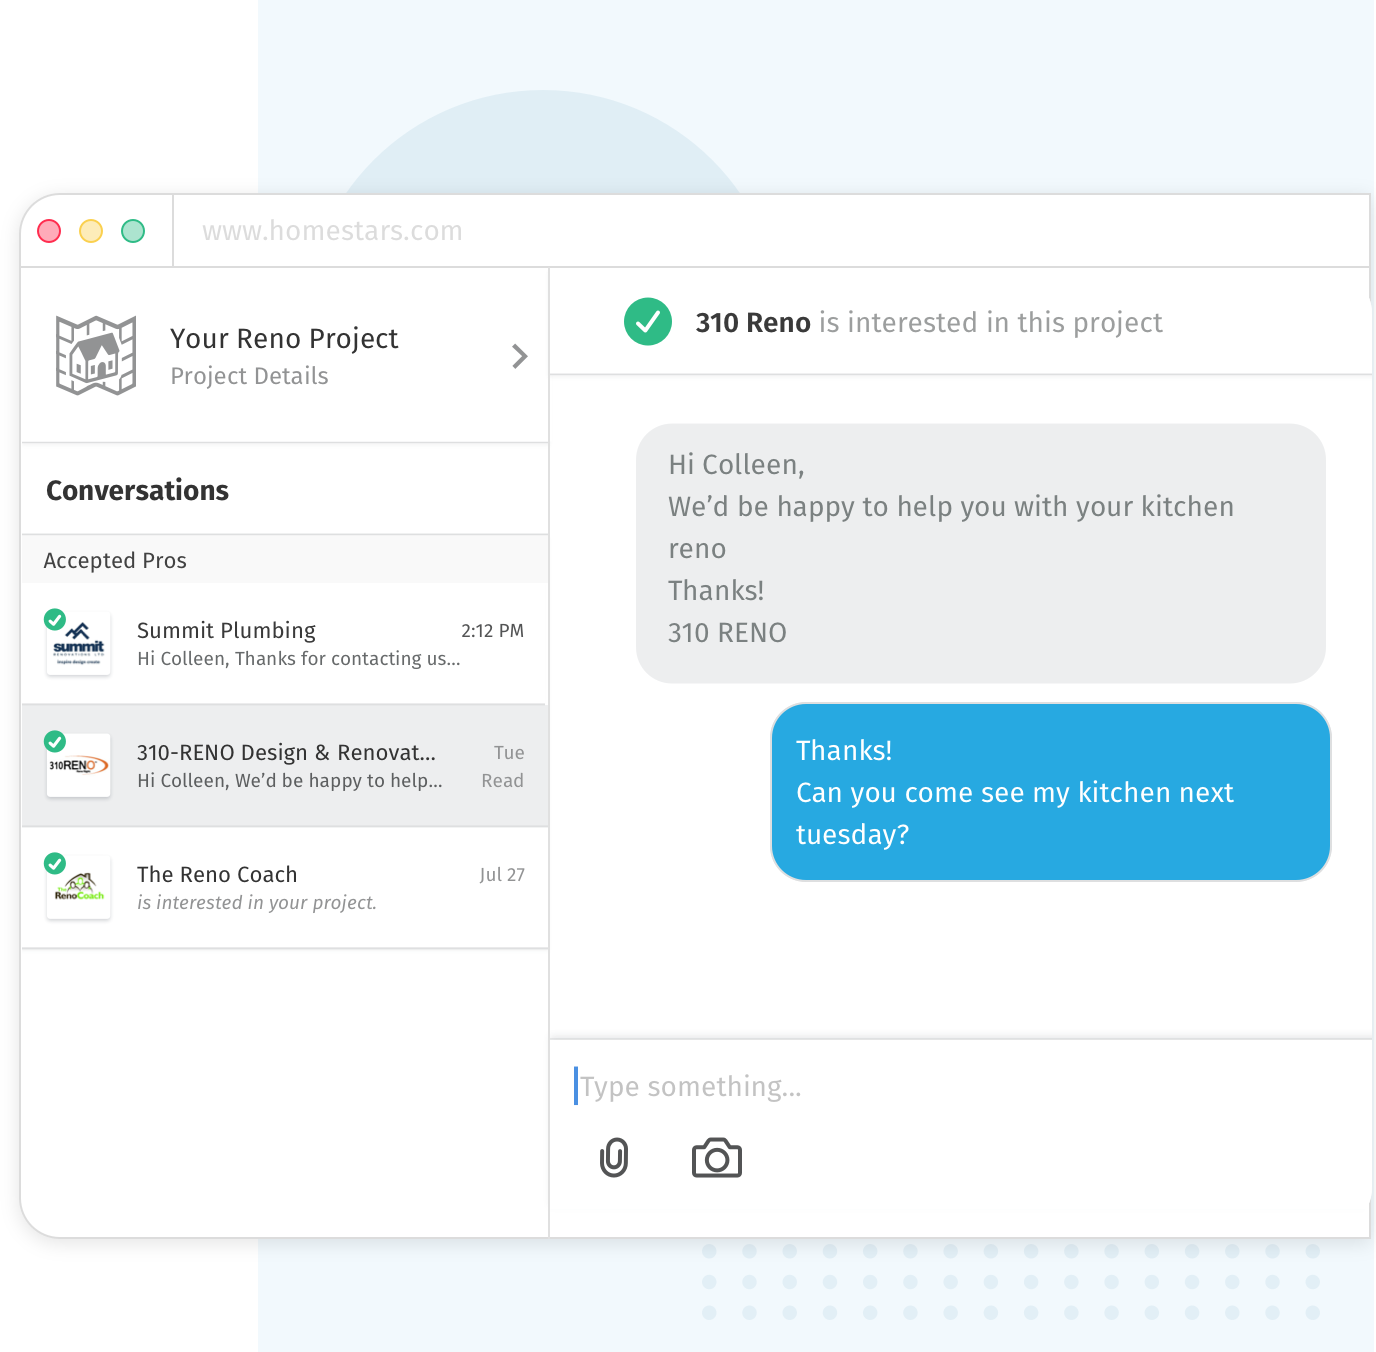 www.homestars.com
Your Reno Project
Project Details
Conversations
Accepted Pros
summit
Summit Plumbing 2:12 PM
Hi Colleen, Thanks for contacting us...
310RENO
310-RENO Design & Renovat... Tue
Hi Colleen, We’d be happy to help... Read
The
RenoCoach
The Reno Coach Jul 27
is interested in your project.
310 Reno is interested in this project
Hi Colleen,
We’d be happy to help you with your kitchen
reno
Thanks!
310 RENO
Thanks!
Can you come see my kitchen next
tuesday?
Type something...